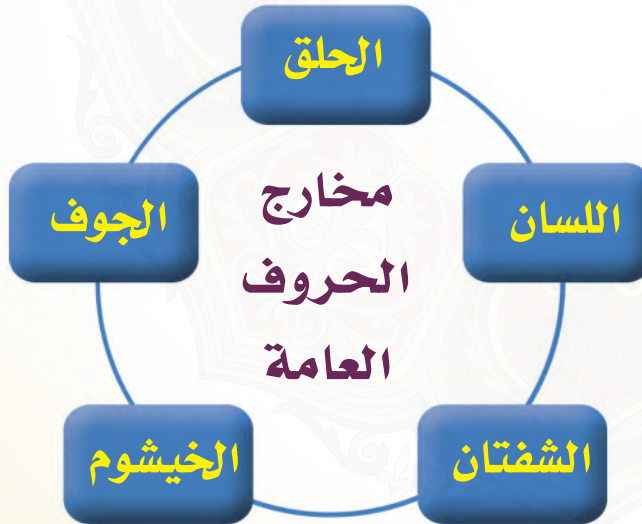 الحلق
مخارج
الحروف
العامة
اللسان
الجوف
الشفتان
الخيشوم